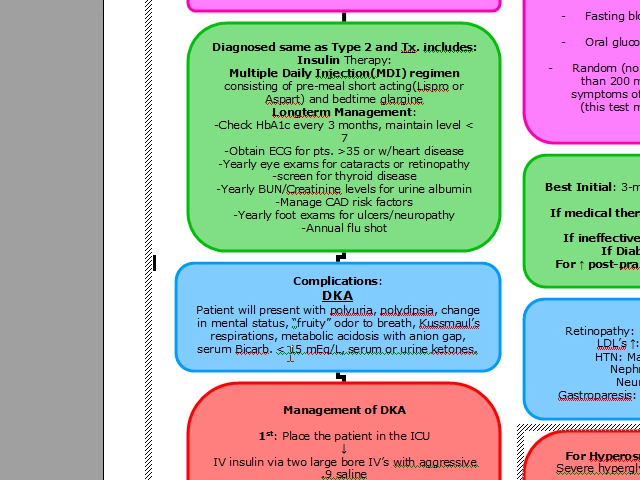 Diagnosed same as Type 2 and Tx. includes:
Insulin Therapy:
Multiple Daily Injection(MDI) regimen
consisting of pre-meal short acting(Lispro or
Aspart) and bedtime glargine
Longterm Management:
-Check HbA1c every 3 months, maintain level <
7
-Obtain ECG for pts. >35 or w/heart disease
-Yearly eye exams for cataracts or retinopathy
-screen for thyroid disease
-Yearly BUN/Creatinine levels for urine albumin
-Manage CAD risk factors
-Yearly foot exams for ulcers/neuropathy
-Annual flu shot
Complications:
DKA
Patient will present with polyuria, polydipsia, change
in mental status, "fruity" odor to breath, Kussmaul's
respirations, metabolic acidosis with anion gap,
serum Bicarb. < 15 mEq/L, serum or urine ketones.
Management of DKA
1st: Place the patient in the ICU
↓
IV insulin via two large bore IV's with aggressive
.9 saline
- Fasting blo
- Oral gluco
- Random (no
than 200 m
symptoms of
(this test m
Best Initial: 3-m
If medical ther
If ineffective
If Diab
For ↑ post-pra
Retinopathy:
LDL's ↑:
HTN: Ma
Nephr
Neur
Gastroparesis:
For Hyperos
Severe hypergly